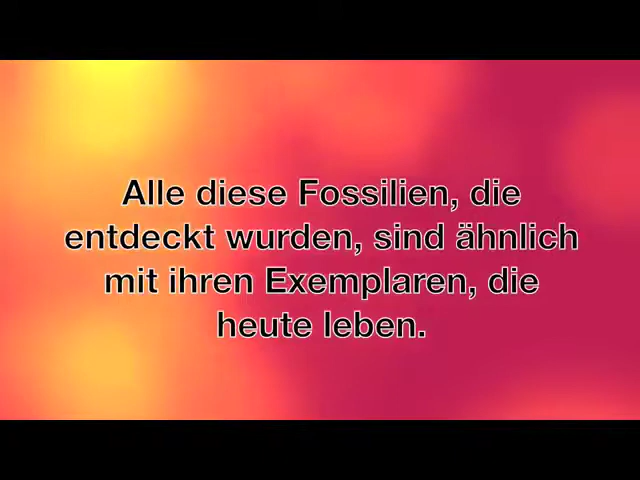 Alle diese Fossilien, die
entdeckt wurden, sind ähnlich
mit ihren Exemplaren, die
heute leben.